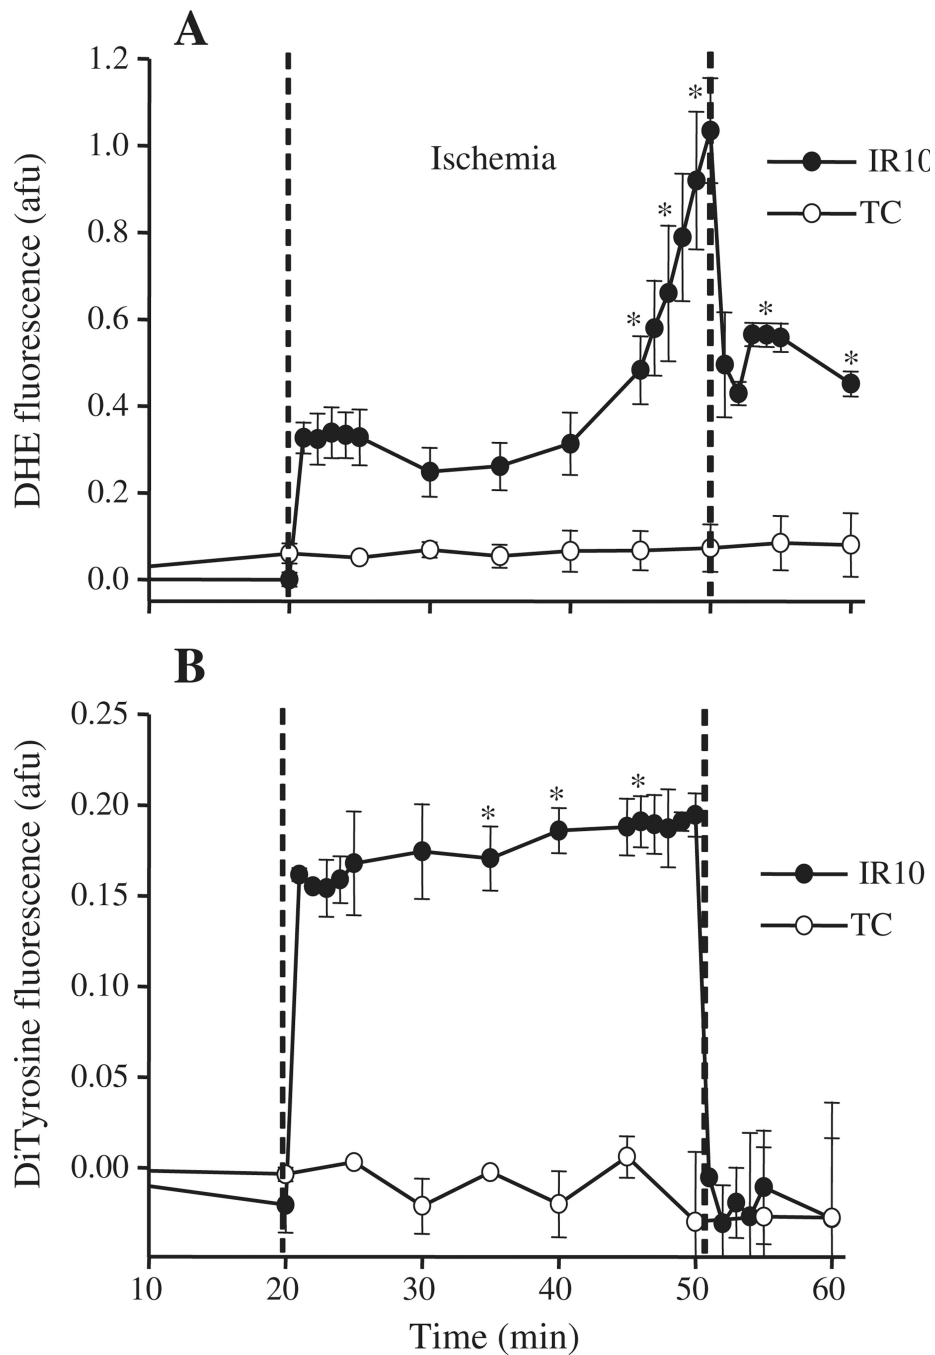 A
1.2
1.0
0.8
0.6
0.4
0.2
0.0
DHE fluorescence (afu)
Ischemia
*
*
*
*
*
IR10
TC
B
0.25
0.20
0.15
0.10
0.05
0.00
DiTyrosine fluorescence (afu)
*
*
*
IR10
TC
10 20 30 40 50 60
Time (min)